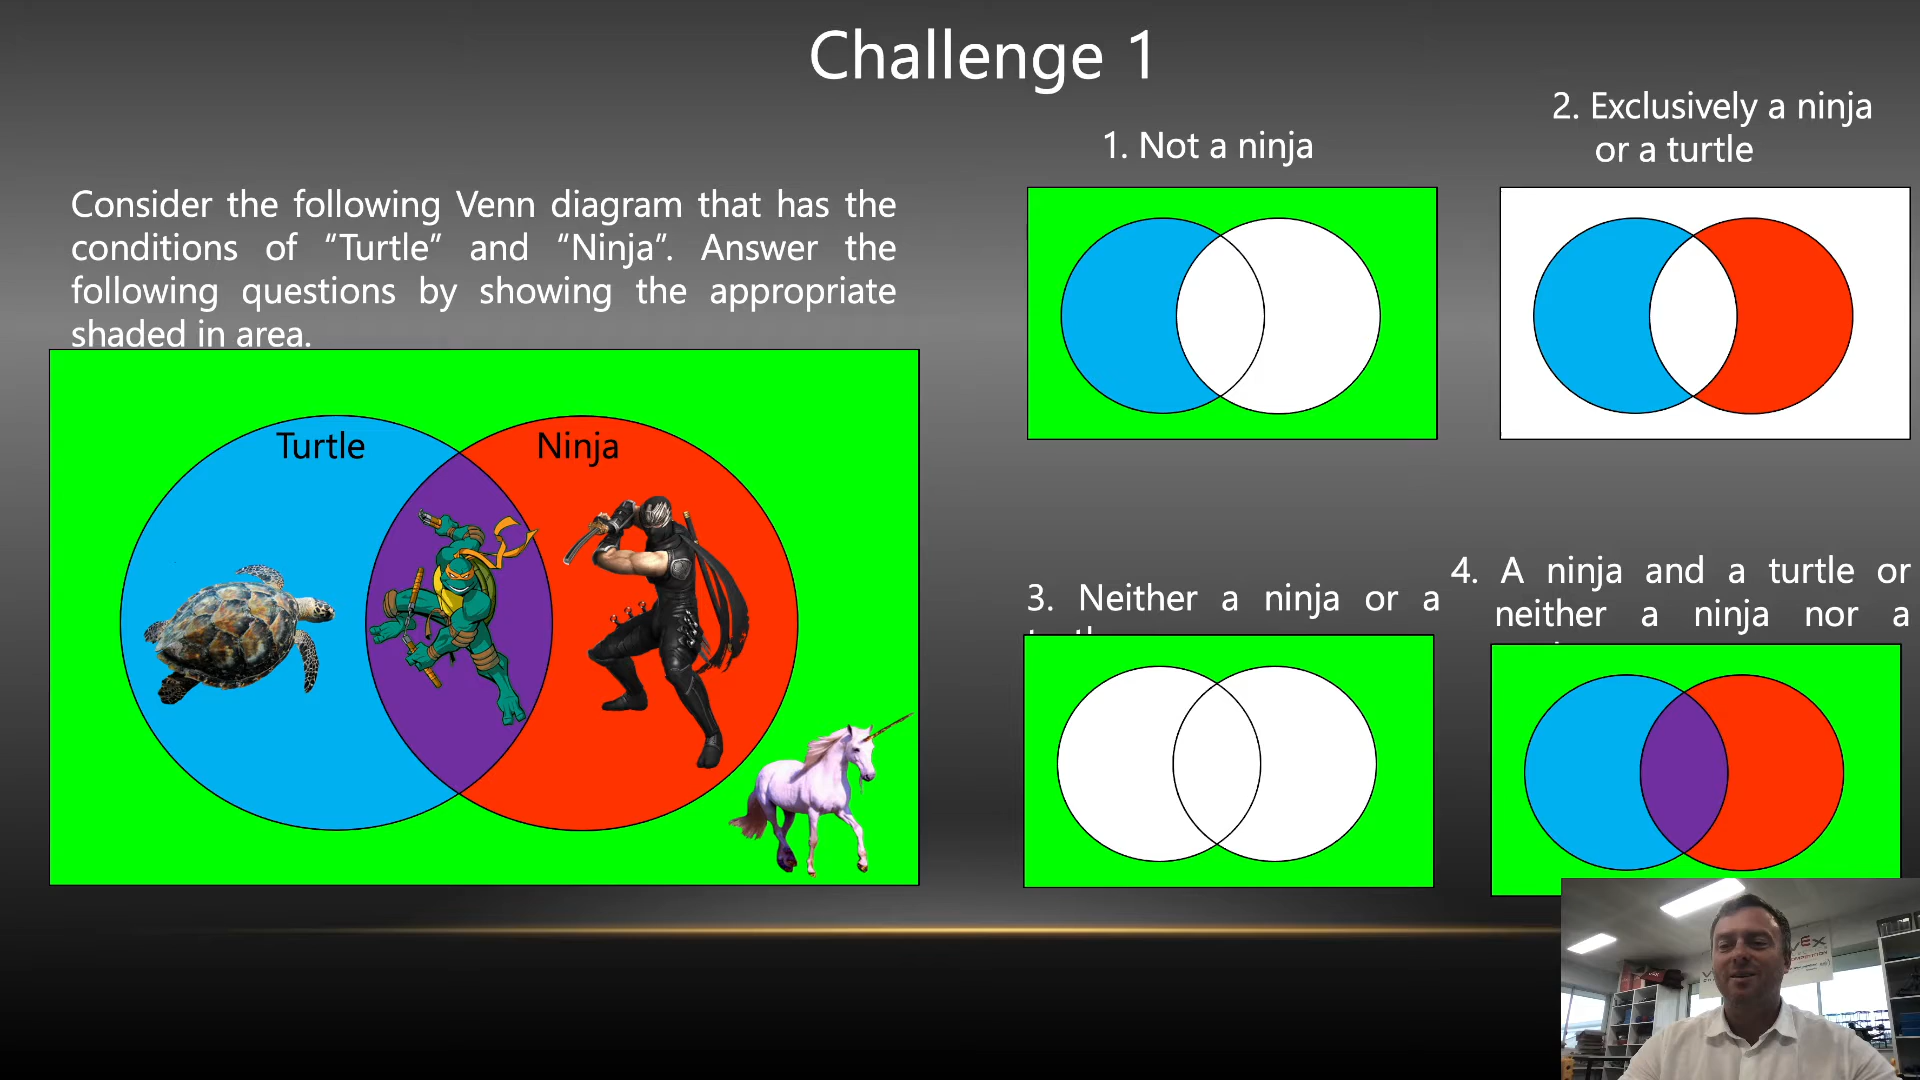 Challenge 1
Consider the following Venn diagram that has the
conditions of “Turtle” and “Ninja”. Answer the
following questions by showing the appropriate
shaded in area.
Turtle
Ninja
1. Not a ninja
2. Exclusively a ninja
or a turtle
3. Neither a ninja or a
4. A ninja and a turtle or
neither a ninja nor a